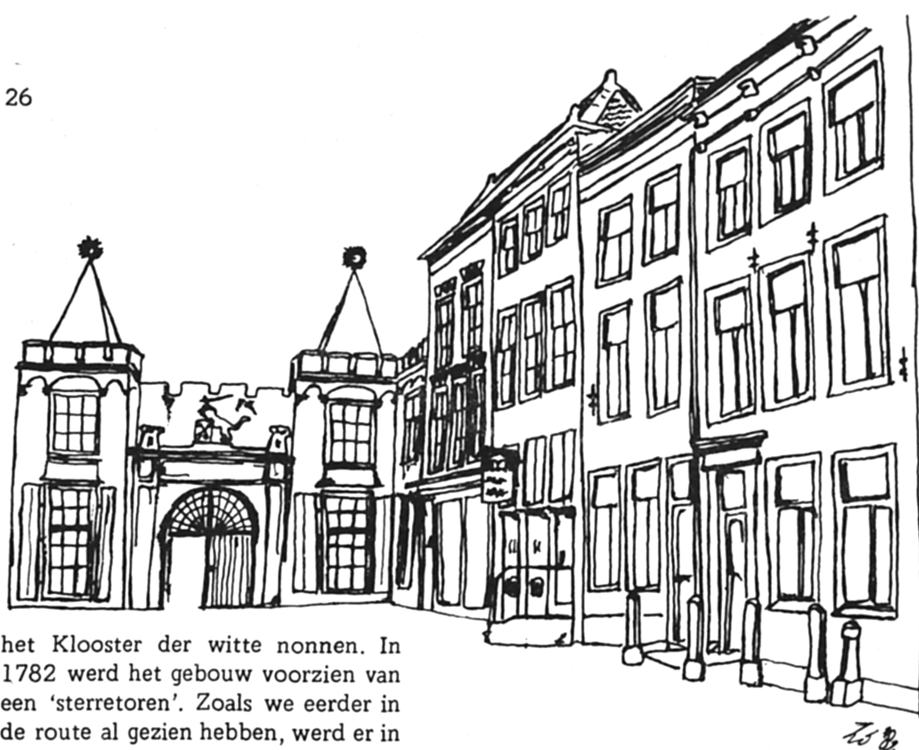 26
het Klooster der witte nonnen. In
1782 werd het gebouw voorzien van
een ‘sterretoren’. Zoals we eerder in
de route al gezien hebben, werd er in